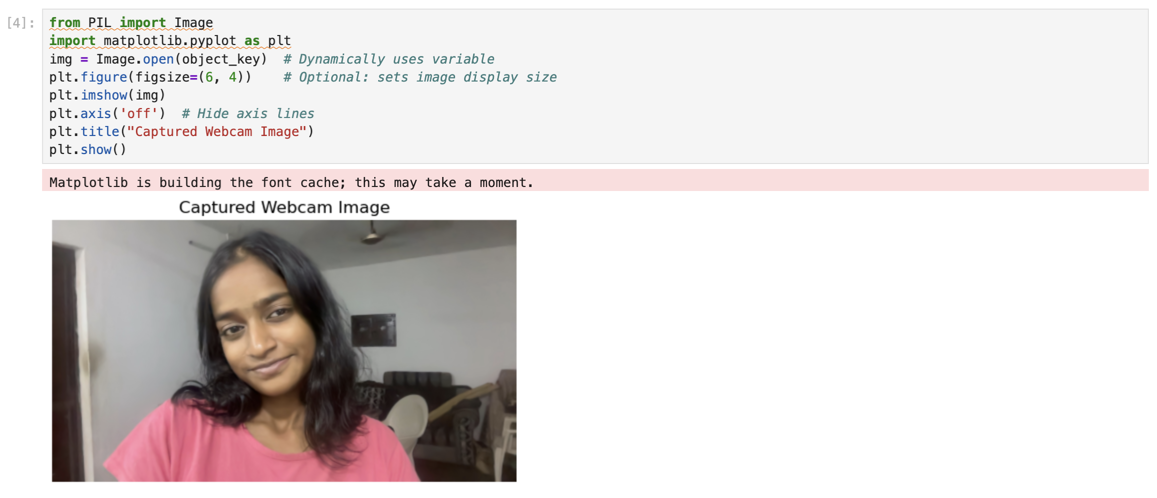 [4]:
from PIL import Image
import matplotlib.pyplot as plt
img = Image.open(object_key)  # Dynamically uses variable
plt.figure(figsize=(6, 4))    # Optional: sets image display size
plt.imshow(img)
plt.axis('off')  # Hide axis lines
plt.title("Captured Webcam Image")
plt.show()
Matplotlib is building the font cache; this may take a moment.
Captured Webcam Image